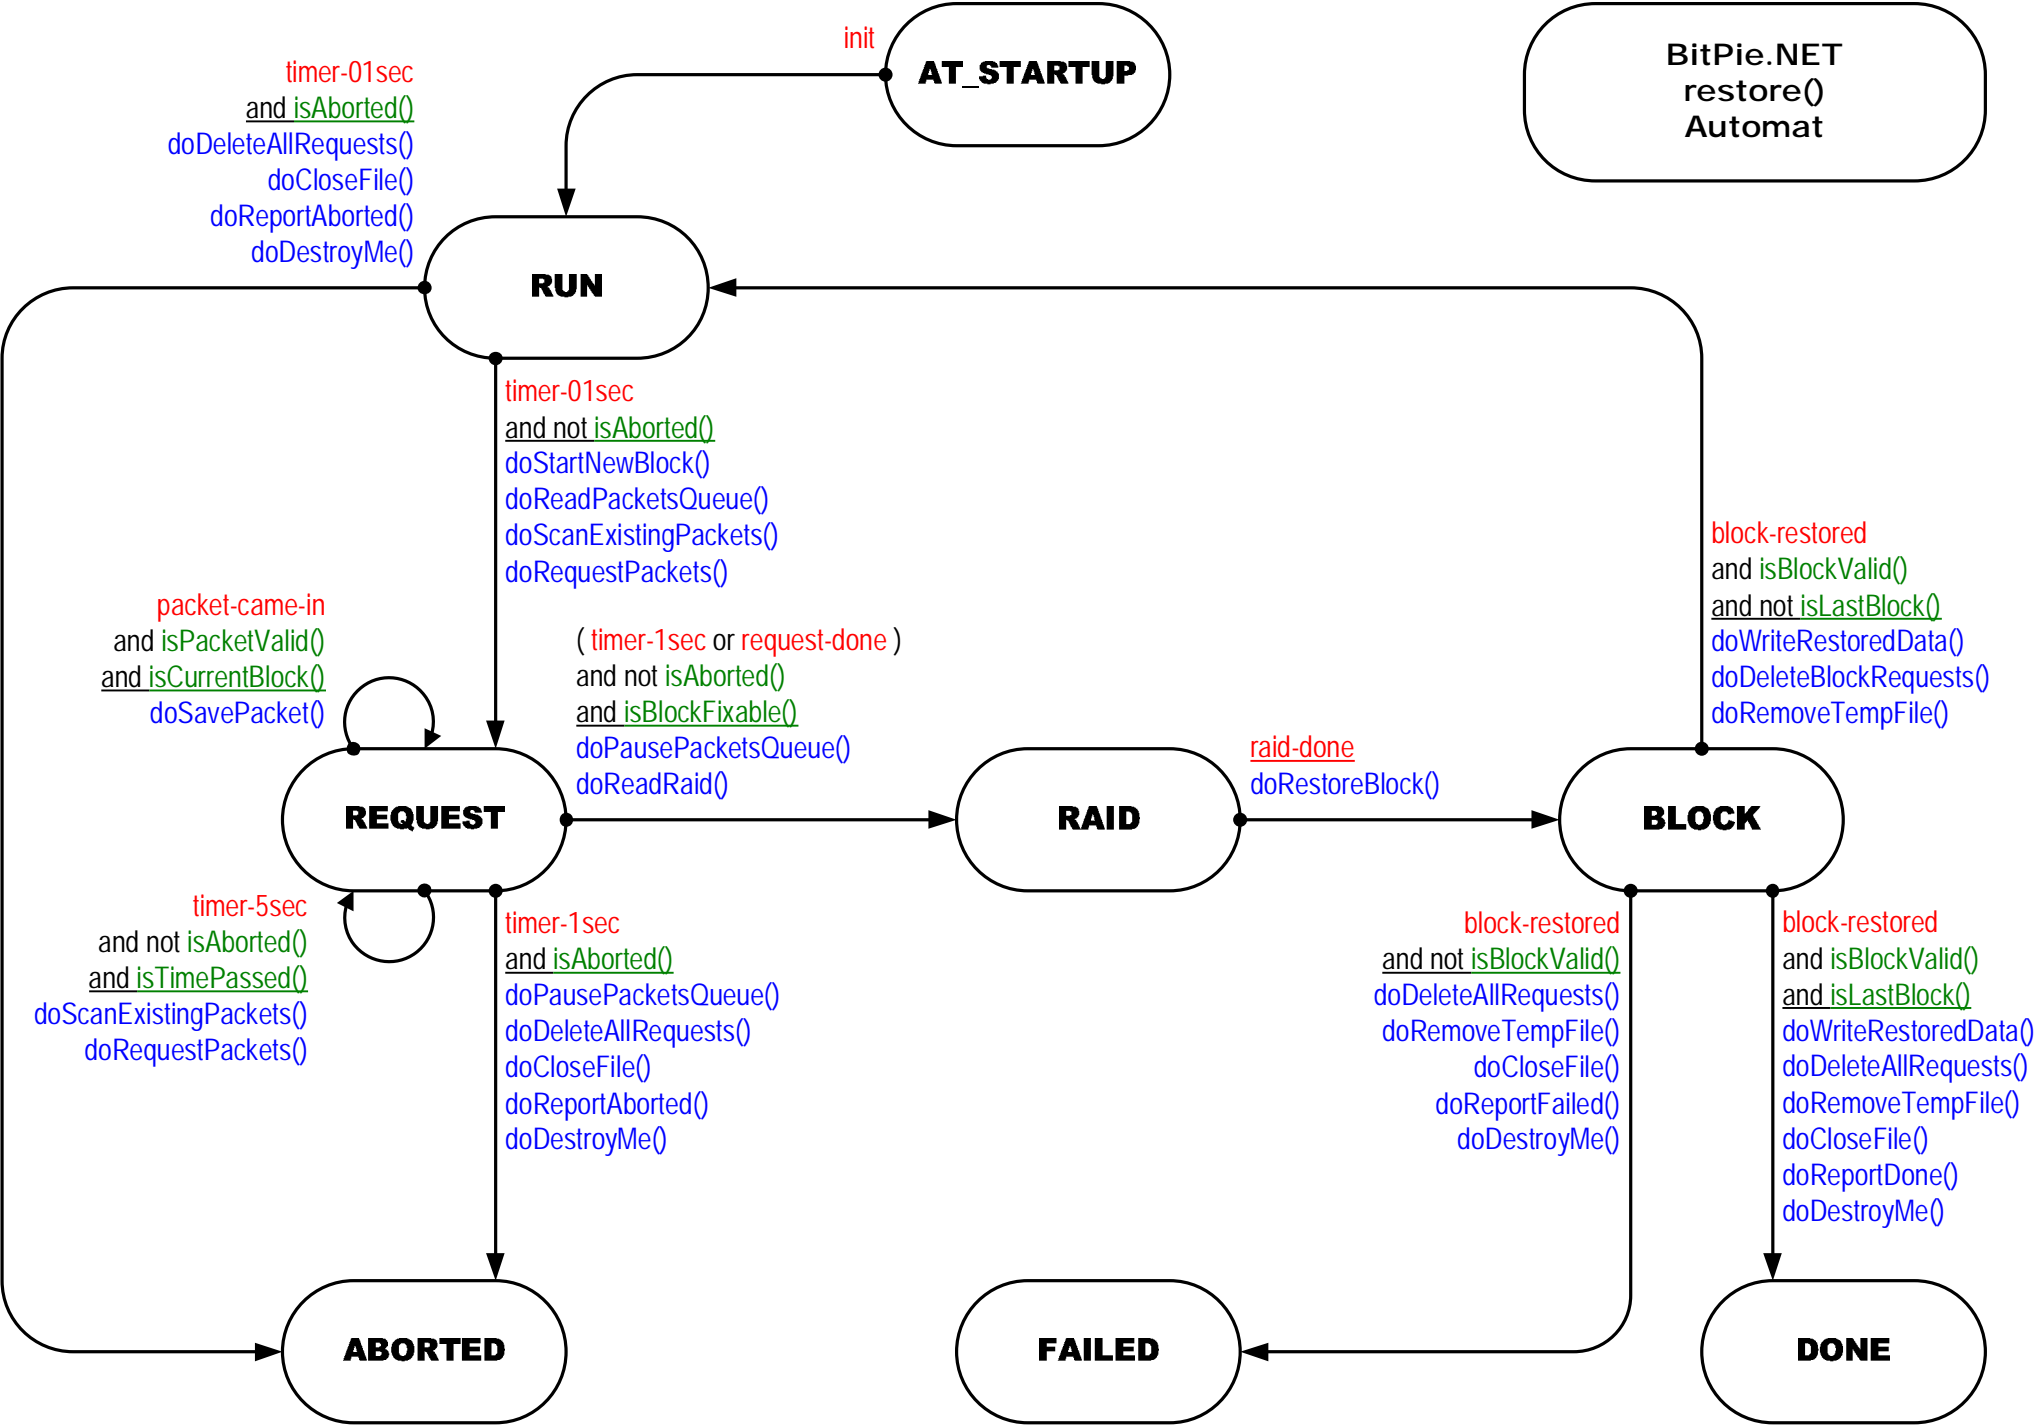 init
AT_STARTUP
BitPie.NET
restore()
Automat
timer-01sec
and isAborted()
doDeleteAllRequests()
doCloseFile()
doReportAborted()
doDestroyMe()
RUN
timer-01sec
and not isAborted()
doStartNewBlock()
doReadPacketsQueue()
doScanExistingPackets()
doRequestPackets()
block-restored
and isBlockValid()
and not isLastBlock()
doWriteRestoredData()
doDeleteBlockRequests()
doRemoveTempFile()
packet-came-in
and isPacketValid()
and isCurrentBlock()
doSavePacket()
( timer-1sec or request-done )
and not isAborted()
and isBlockFixable()
doPausePacketsQueue()
doReadRaid()
raid-done
doRestoreBlock()
REQUEST
RAID
BLOCK
timer-5sec
and not isAborted()
and isTimePassed()
doScanExistingPackets()
doRequestPackets()
timer-1sec
and isAborted()
doPausePacketsQueue()
doDeleteAllRequests()
doCloseFile()
doReportAborted()
doDestroyMe()
block-restored
and not isBlockValid()
doDeleteAllRequests()
doRemoveTempFile()
doCloseFile()
doReportFailed()
doDestroyMe()
block-restored
and isBlockValid()
and isLastBlock()
doWriteRestoredData()
doDeleteAllRequests()
doRemoveTempFile()
doCloseFile()
doReportDone()
doDestroyMe()
ABORTED
FAILED
DONE